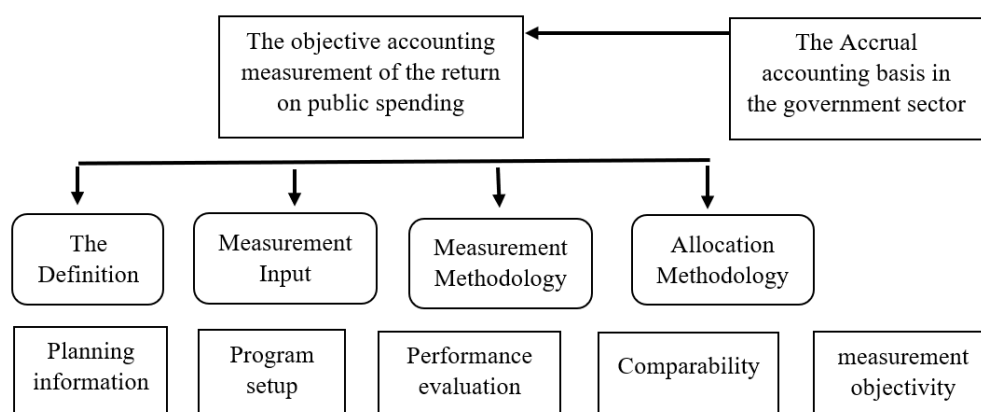 The objective accounting
measurement of the return
on public spending
The Accrual
accounting basis in
the government sector
The
Definition
Measurement
Input
Measurement
Methodology
Allocation
Methodology
Planning
information
Program
setup
Performance
evaluation
Comparability
measurement
objectivity